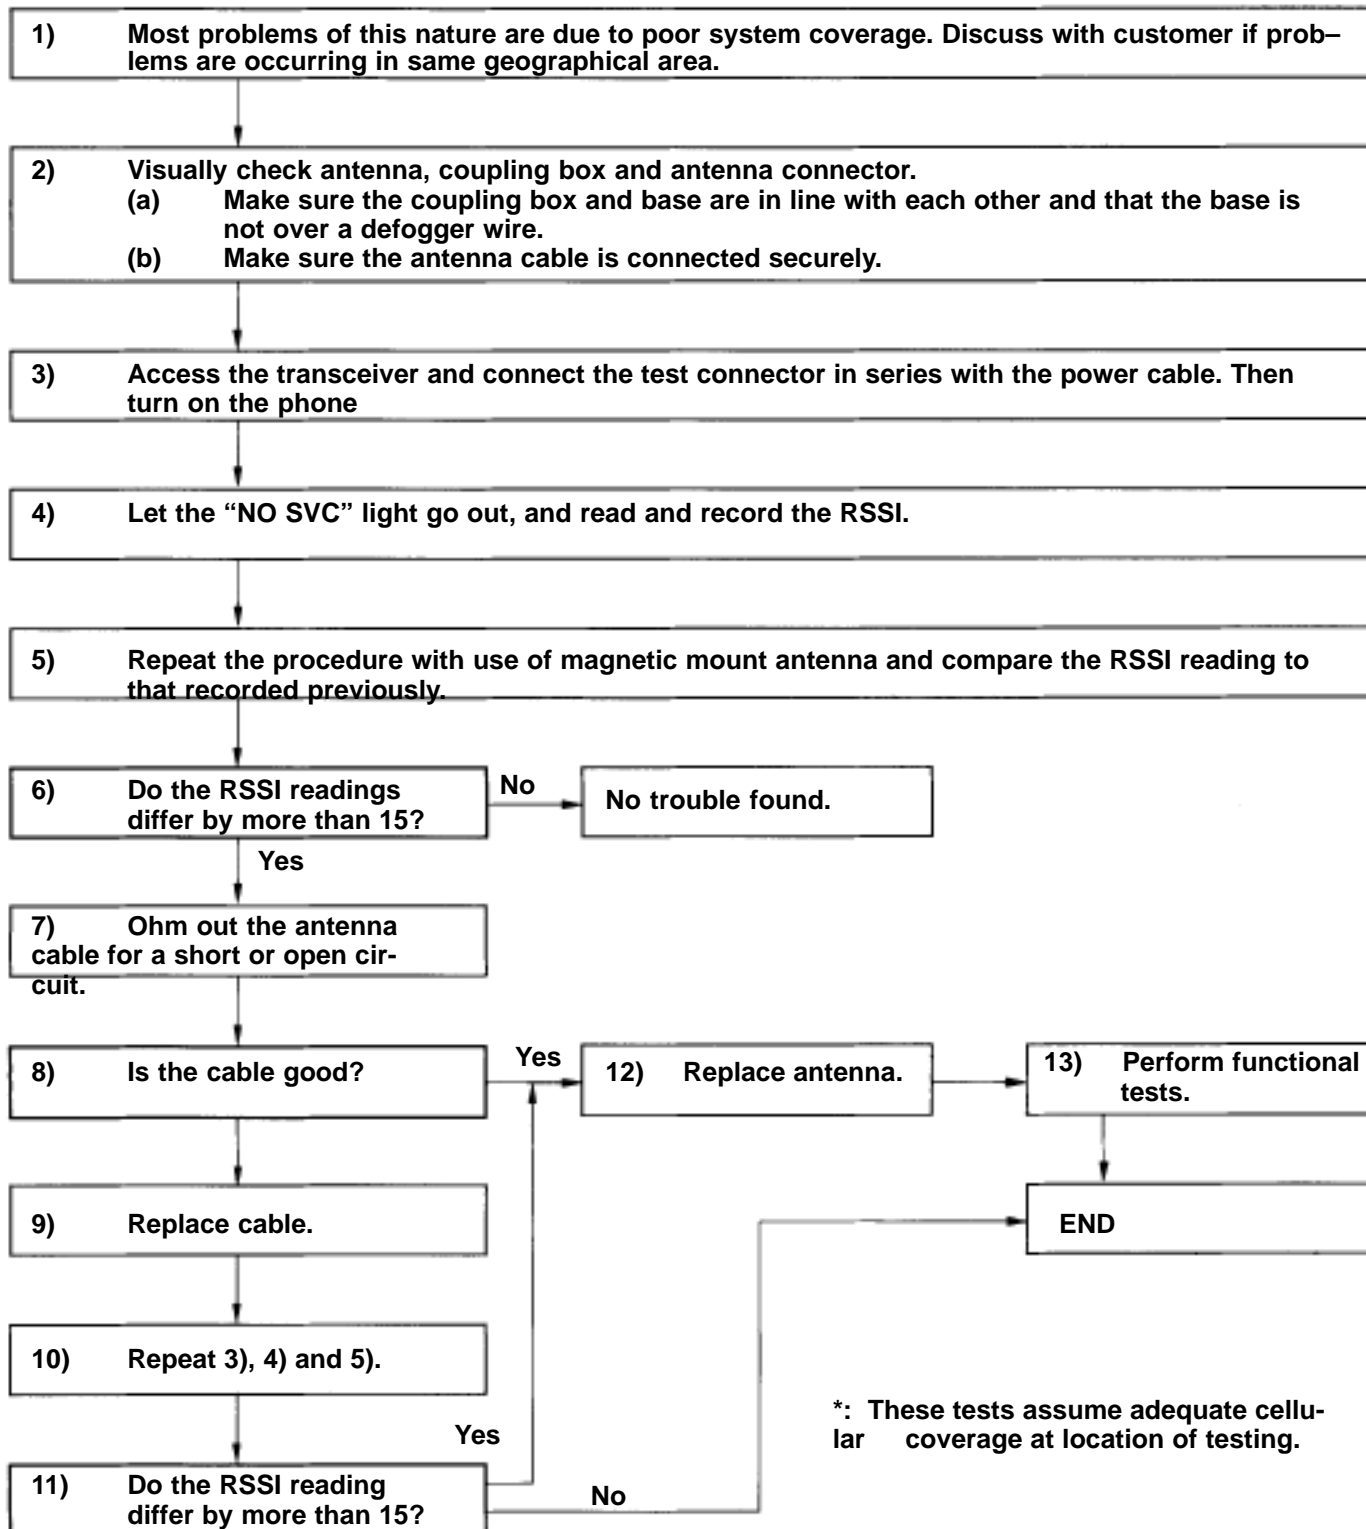 1) Most problems of this nature are due to poor system coverage. Discuss with customer if prob–
lems are occurring in same geographical area.
2) Visually check antenna, coupling box and antenna connector.
(a) Make sure the coupling box and base are in line with each other and that the base is
not over a defogger wire.
(b) Make sure the antenna cable is connected securely.
3) Access the transceiver and connect the test connector in series with the power cable. Then
turn on the phone
4) Let the “NO SVC” light go out, and read and record the RSSI.
5) Repeat the procedure with use of magnetic mount antenna and compare the RSSI reading to
that recorded previously.
6) Do the RSSI readings
differ by more than 15?
No
No trouble found.
Yes
7) Ohm out the antenna
cable for a short or open cir-
cuit.
8) Is the cable good?
Yes
12) Replace antenna.
13) Perform functional
tests.
9) Replace cable.
END
10) Repeat 3), 4) and 5).
*: These tests assume adequate cellu-
lar coverage at location of testing.
Yes
11) Do the RSSI reading
differ by more than 15?
No